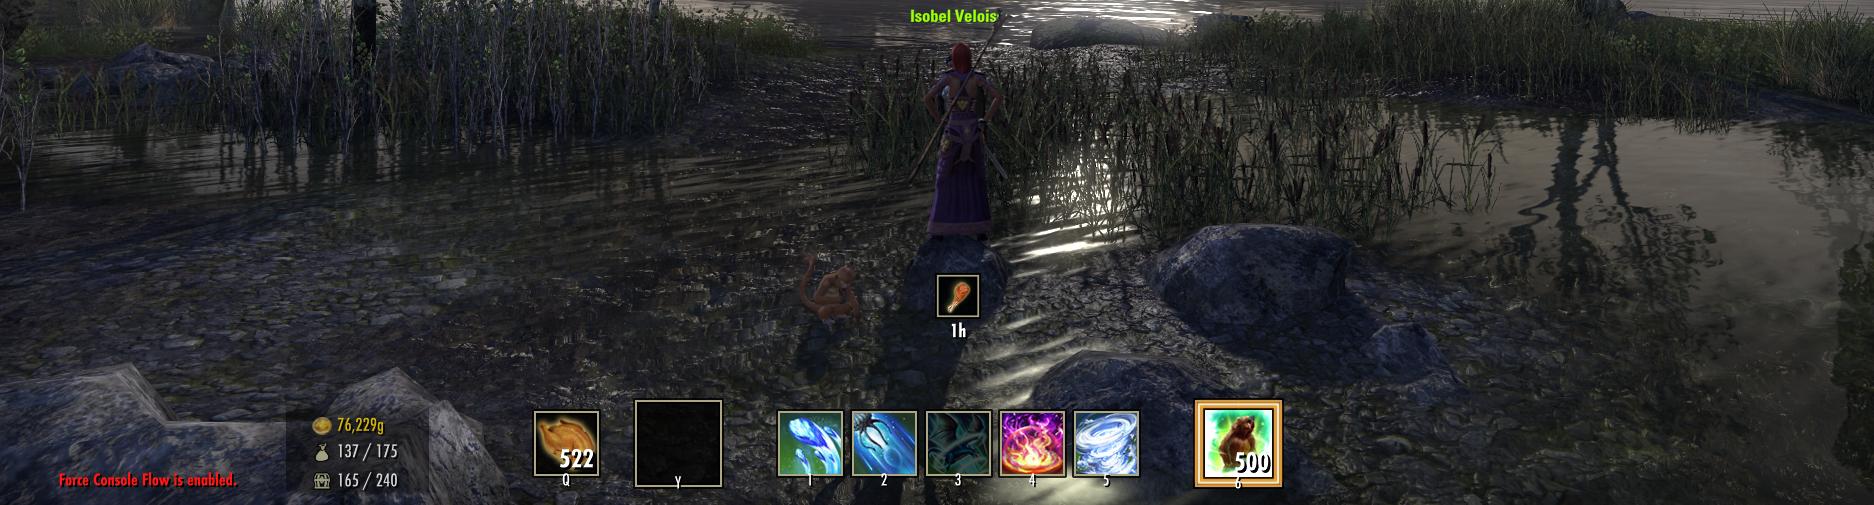 Isobel Velois
1h
76,229g
137 / 175
165 / 240
Force Console Flow is enabled.
522
500
Q
Y
1
2
3
4
5
6